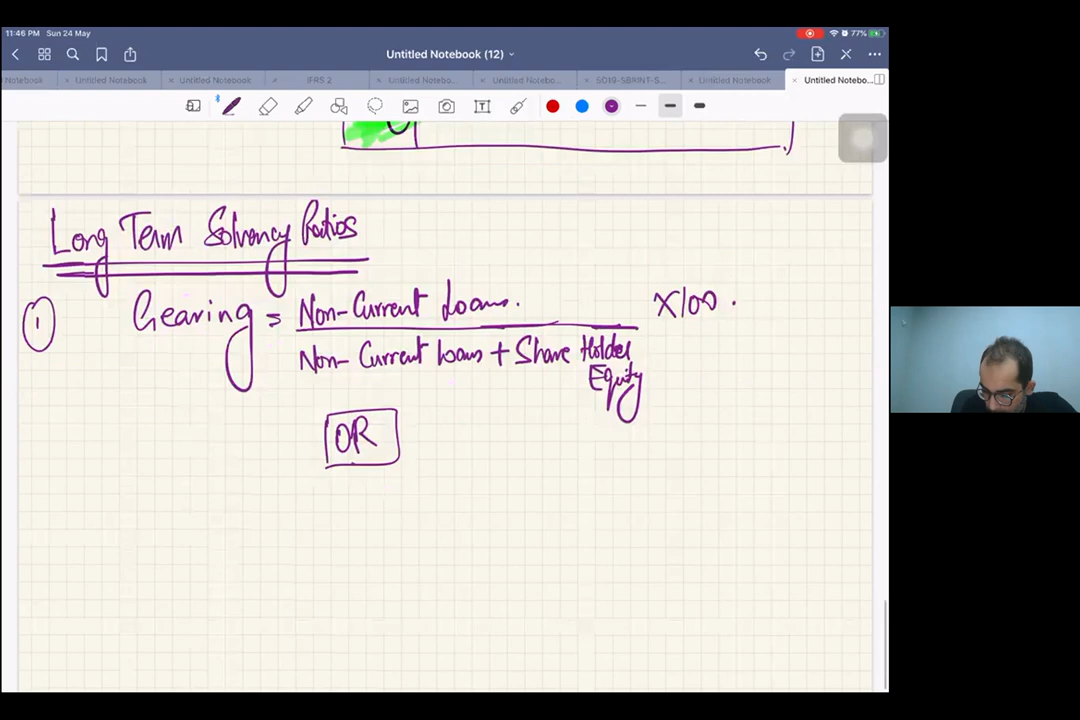 11:46 PM Sun 24 May
77%
Untitled Notebook (12)
Notebook
Untitled Notebook
Untitled Notebook
IFRS 2
Untitled Notebo...
Untitled Notebo...
Untitled Notebook
Untitled Notebo...
Long Term Solvency Ratios
1 Gearing = Non-Current Loans. X100.
Non-Current loans + Share Holder
Equity
OR